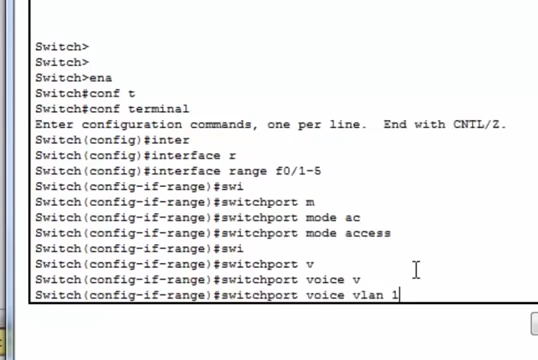 Switch>
Switch>
Switch>ena
Switch#conf t
Switch#conf terminal
Enter configuration commands, one per line.  End with CNTL/Z.
Switch(config)#inter
Switch(config)#interface r
Switch(config)#interface range f0/1-5
Switch(config-if-range)#swi
Switch(config-if-range)#switchport m
Switch(config-if-range)#switchport mode ac
Switch(config-if-range)#switchport mode access
Switch(config-if-range)#swi
Switch(config-if-range)#switchport v
Switch(config-if-range)#switchport voice v
Switch(config-if-range)#switchport voice vlan 1